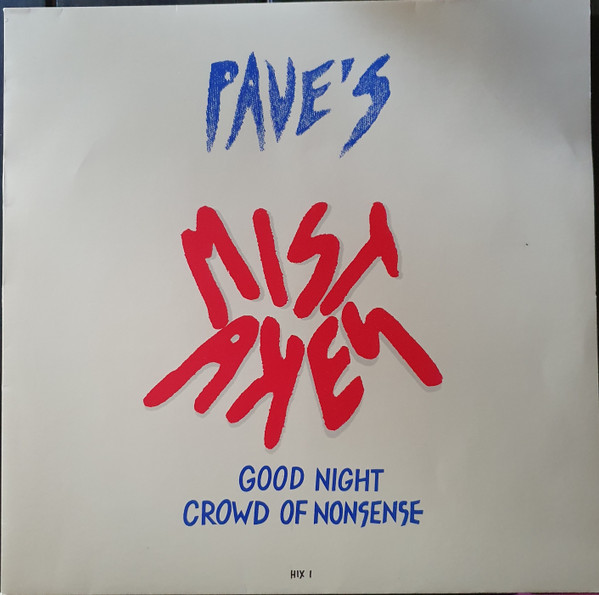 PAVE'S
MIST
AKES
GOOD NIGHT
CROWD OF NONSENSE
HIX 1